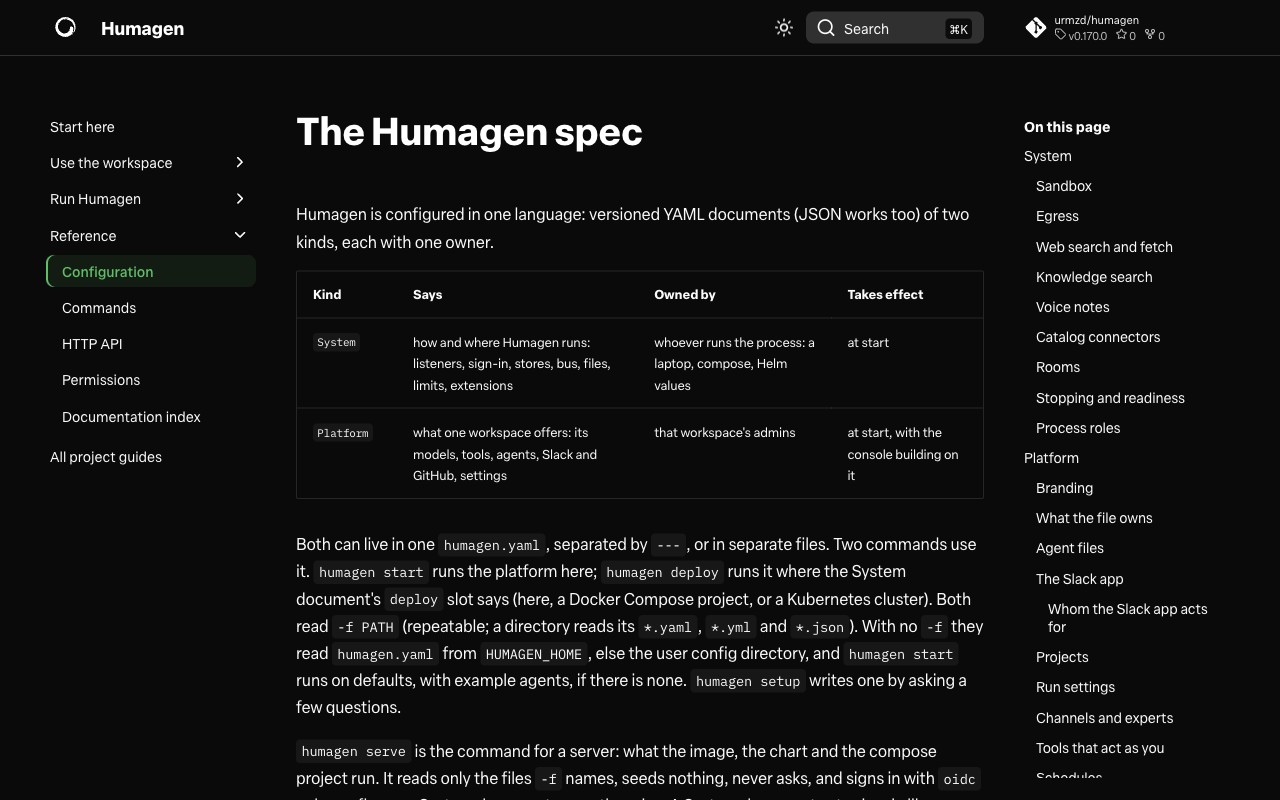 Humagen
Search
⌘K
urmzd/humagen
v0.170.0 0 0
Start here
Use the workspace
Run Humagen
Reference
Configuration
Commands
HTTP API
Permissions
Documentation index
All project guides
The Humagen spec
Humagen is configured in one language: versioned YAML documents (JSON works too) of two
kinds, each with one owner.
Kind Says Owned by Takes effect
System how and where Humagen runs: whoever runs the process: a at start
listeners, sign-in, stores, bus, files, laptop, compose, Helm
limits, extensions values
Platform what one workspace offers: its that workspace's admins at start, with the
models, tools, agents, Slack and console building on
GitHub, settings it
Both can live in one humagen.yaml, separated by ---, or in separate files. Two commands use
it. humagen start runs the platform here; humagen deploy runs it where the System
document's deploy slot says (here, a Docker Compose project, or a Kubernetes cluster). Both
read -f PATH (repeatable; a directory reads its *.yaml, *.yml and *.json). With no -f they
read humagen.yaml from HUMAGEN_HOME, else the user config directory, and humagen start
runs on defaults, with example agents, if there is none. humagen setup writes one by asking a
few questions.
humagen serve is the command for a server: what the image, the chart and the compose
project run. It reads only the files -f names, seeds nothing, never asks, and signs in with oidc
On this page
System
Sandbox
Egress
Web search and fetch
Knowledge search
Voice notes
Catalog connectors
Rooms
Stopping and readiness
Process roles
Platform
Branding
What the file owns
Agent files
The Slack app
Whom the Slack app acts
for
Projects
Run settings
Channels and experts
Tools that act as you
Schedules